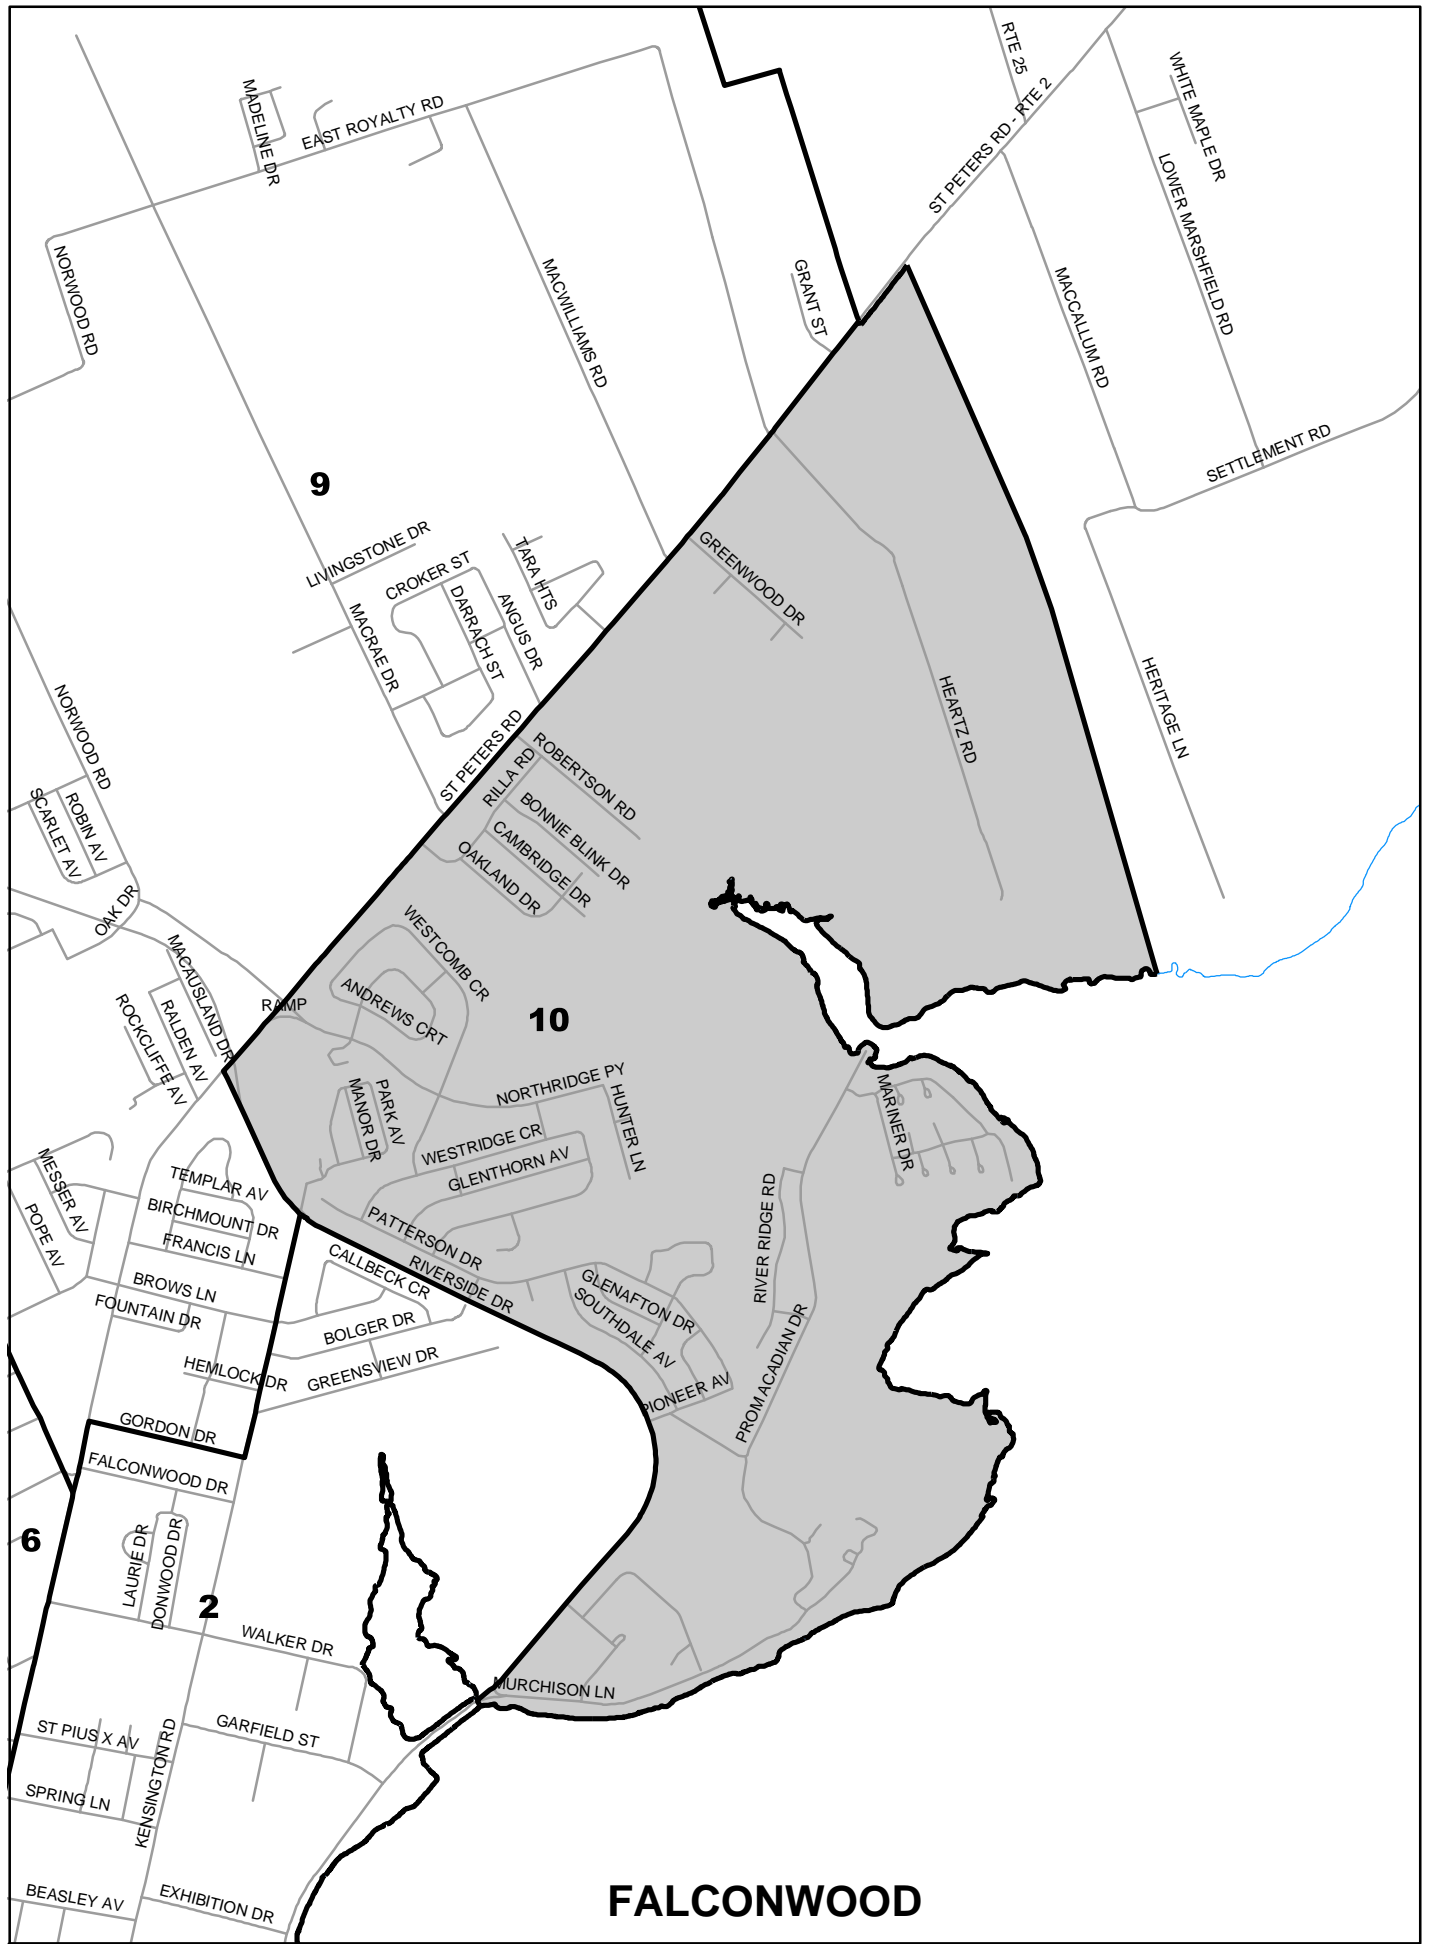 RTE 25
WHITE MAPLE DR
MADELINE DR
EAST ROYALTY RD
ST PETERS RD - RTE 2
LOWER MARSHFIELD RD
NORWOOD RD
MACWILLIAMS RD
GRANT ST
MACCALLUM RD
SETTLEMENT RD
9
LIVINGSTONE DR
CROKER ST
TARA HTS
GREENWOOD DR
DARRACH ST
ANGUS DR
MACRAE DR
HERITAGE LN
HEARTZ RD
NORWOOD RD
ST PETERS RD
ROBERTSON RD
RILLA RD
SCARLET AV
ROBIN AV
BONNIE BLINK DR
CAMBRIDGE DR
OAKLAND DR
OAK DR
WESTCOMB CR
MACAUSLAND DR
ANDREWS CRT
RAMP
10
ROCKCLIFFE AV
RALDEN AV
NORTHRIDGE PY
PARK AV
MANOR DR
HUNTER LN
MARINER DR
WESTRIDGE CR
GLENTHORN AV
MESSER AV
TEMPLAR AV
POPE AV
BIRCHMOUNT DR
FRANCIS LN
PATTERSON DR
RIVER RIDGE RD
CALLBECK CR
RIVERSIDE DR
BROWS LN
GLENAFTON DR
FOUNTAIN DR
SOUTHDALE AV
BOLGER DR
PROM ACADIAN DR
HEMLOCK DR
GREENSVIEW DR
PIONEER AV
GORDON DR
FALCONWOOD DR
6
LAURIE DR
DONWOOD DR
2
WALKER DR
MURCHISON LN
ST PIUS X AV
GARFIELD ST
KENSINGTON RD
SPRING LN
BEASLEY AV
EXHIBITION DR
FALCONWOOD